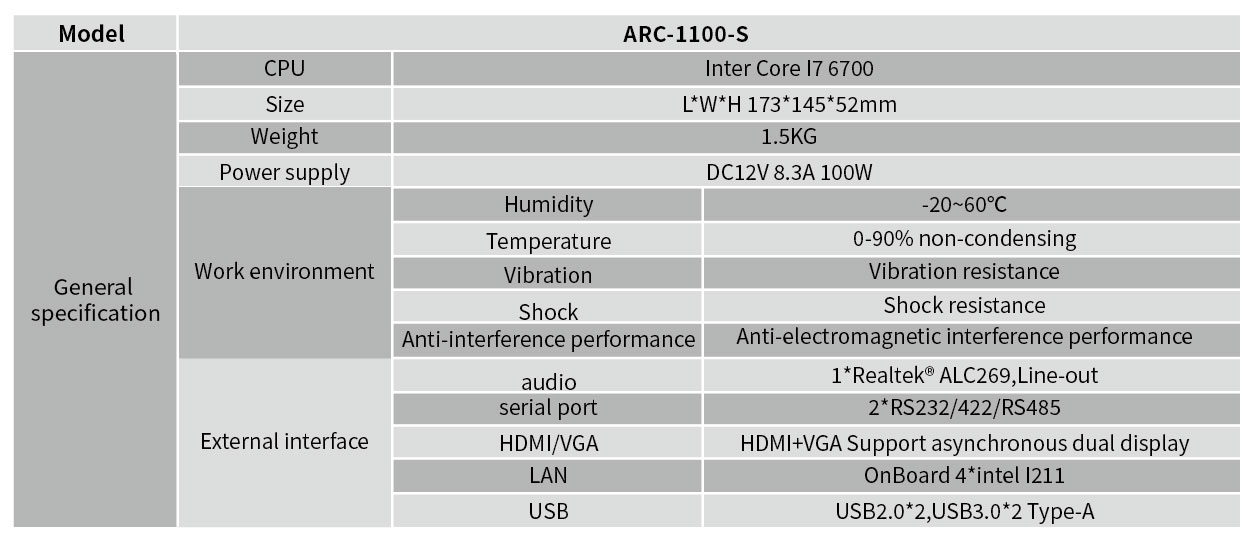 Model
ARC-1100-S
General
specification
CPU
Inter Core I7 6700
Size
L*W*H 173*145*52mm
Weight
1.5KG
Power supply
DC12V 8.3A 100W
Work environment
Humidity
-20~60℃
Temperature
0-90% non-condensing
Vibration
Vibration resistance
Shock
Shock resistance
Anti-interference performance
Anti-electromagnetic interference performance
External interface
audio
1*Realtek® ALC269,Line-out
serial port
2*RS232/422/RS485
HDMI/VGA
HDMI+VGA Support asynchronous dual display
LAN
OnBoard 4*intel I211
USB
USB2.0*2,USB3.0*2 Type-A